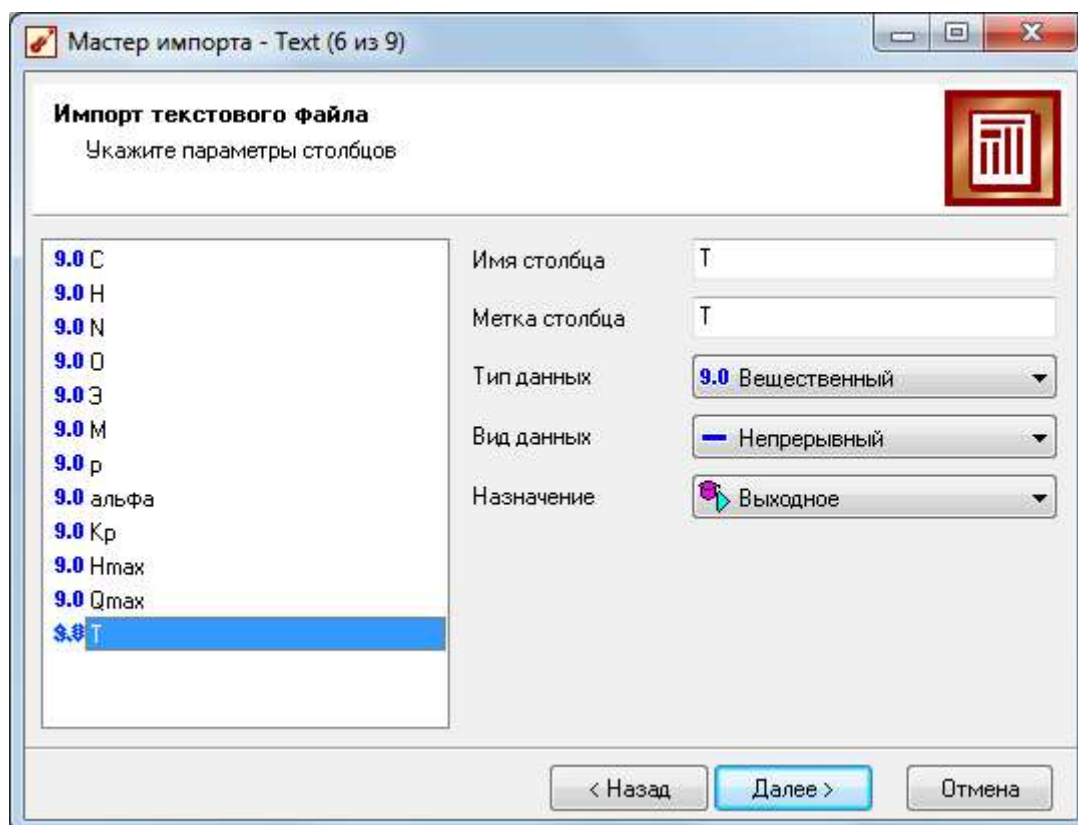 Мастер импорта - Text (6 из 9)
Импорт текстового файла
Укажите параметры столбцов
9.0 C
9.0 H
9.0 N
9.0 O
9.0 Э
9.0 М
9.0 р
9.0 альфа
9.0 Кр
9.0 Hmax
9.0 Qmax
9.0 T
Имя столбца T
Метка столбца T
Тип данных 9.0 Вещественный
Вид данных Непрерывный
Назначение Выходное
< Назад Далее > Отмена